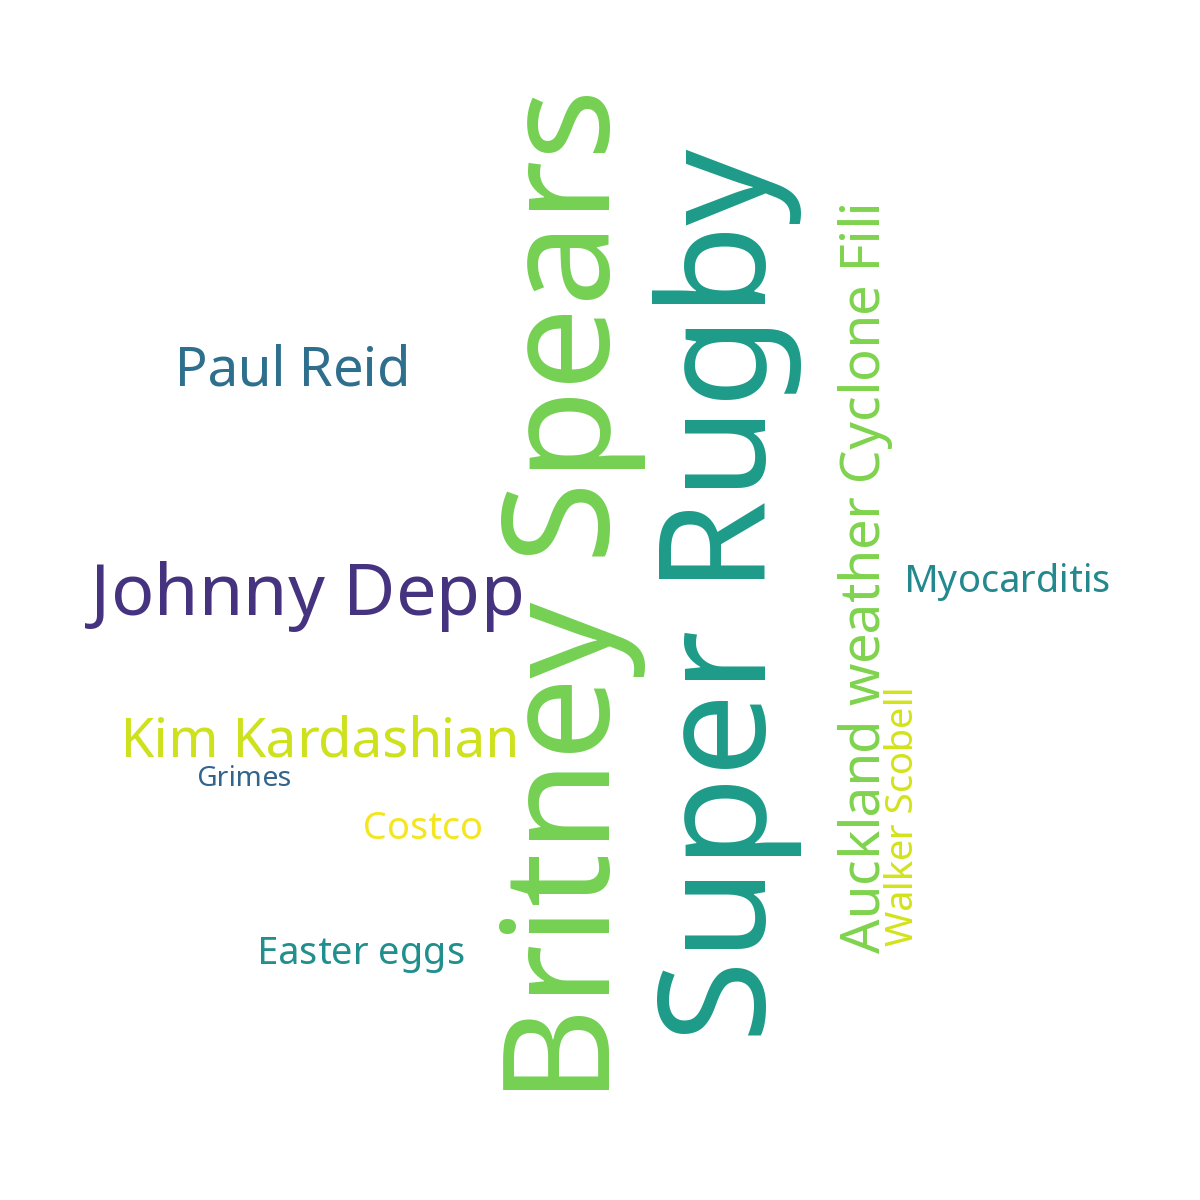 Britney Spears
Super Rugby
Auckland weather Cyclone Fili
Paul Reid
Johnny Depp
Myocarditis
Walker Scobell
Kim Kardashian
Grimes
Costco
Easter eggs